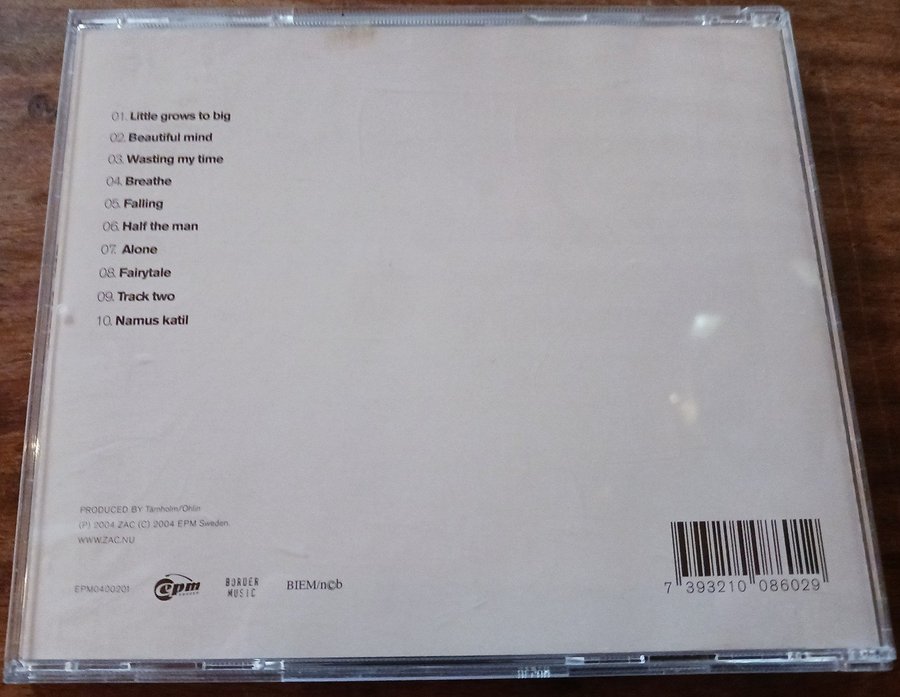 01. Little grows to big
02. Beautiful mind
03. Wasting my time
04. Breathe
05. Falling
06. Half the man
07. Alone
08. Fairytale
09. Track two
10. Namus katil
PRODUCED BY Tarnholm/Ohlin
(P) 2004 ZAC (C) 2004 EPM Sweden.
WWW.ZAC.NU
EPM0400201
epm
BORDER
MUSIC
BIEM/n©b
7 393210 086029